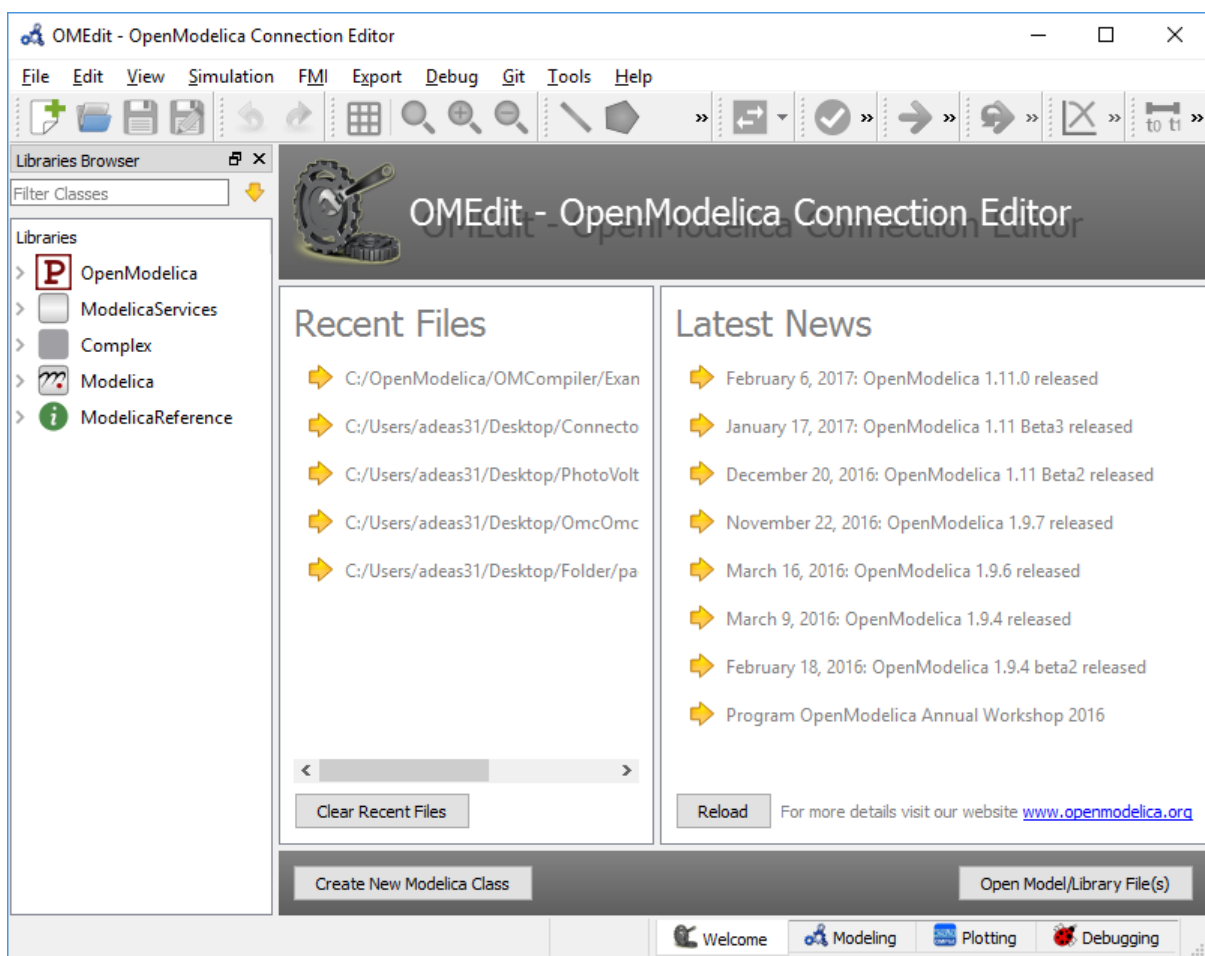 OMEdit - OpenModelica Connection Editor
File Edit View Simulation FMI Export Debug Git Tools Help
t0 t1
Libraries Browser
Filter Classes
Libraries
P OpenModelica
ModelicaServices
Complex
Modelica
i ModelicaReference
OMEdit - OpenModelica Connection Editor
Recent Files
C:/OpenModelica/OMCompiler/Exan
C:/Users/adeas31/Desktop/Connecto
C:/Users/adeas31/Desktop/PhotoVolt
C:/Users/adeas31/Desktop/OmcOmc
C:/Users/adeas31/Desktop/Folder/pa
Clear Recent Files
Latest News
February 6, 2017: OpenModelica 1.11.0 released
January 17, 2017: OpenModelica 1.11 Beta3 released
December 20, 2016: OpenModelica 1.11 Beta2 released
November 22, 2016: OpenModelica 1.9.7 released
March 16, 2016: OpenModelica 1.9.6 released
March 9, 2016: OpenModelica 1.9.4 released
February 18, 2016: OpenModelica 1.9.4 beta2 released
Program OpenModelica Annual Workshop 2016
Reload For more details visit our website www.openmodelica.org
Create New Modelica Class Open Model/Library File(s)
Welcome Modeling Plotting Debugging